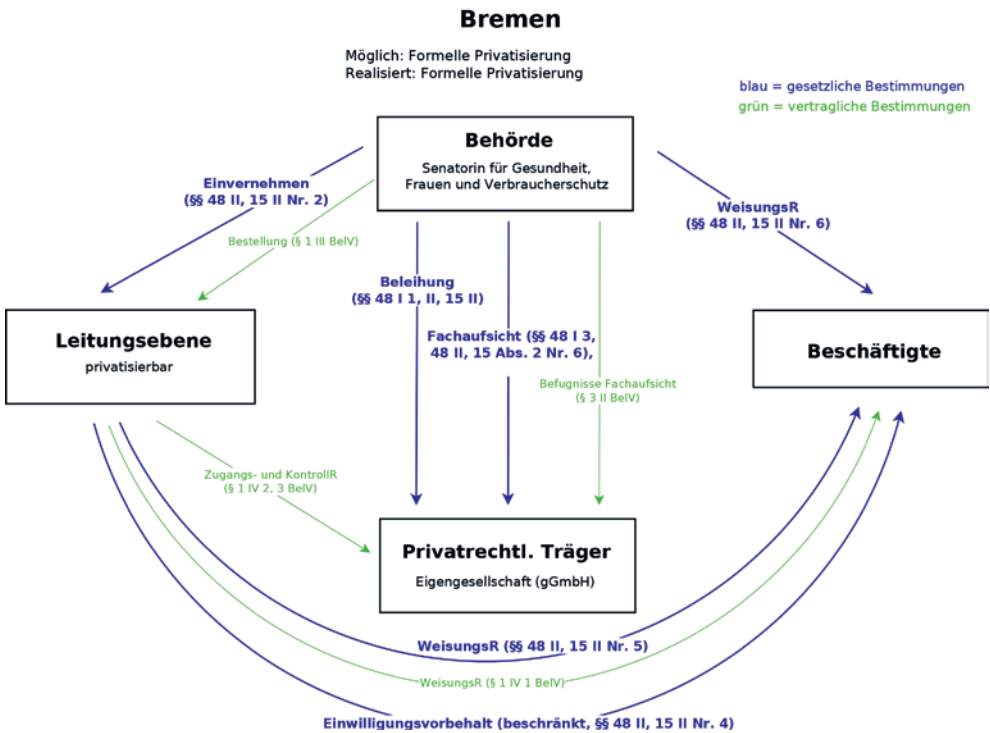 Bremen
Möglich: Formelle Privatisierung
Realisiert: Formelle Privatisierung
blau = gesetzliche Bestimmungen
grün = vertragliche Bestimmungen
Behörde
Senatorin für Gesundheit,
Frauen und Verbraucherschutz
Einvernehmen
(§§ 48 II, 15 II Nr. 2)
Bestellung (§ 1 III BelV)
WeisungsR
(§§ 48 II, 15 II Nr. 6)
Beleihung
(§§ 48 I 1, II, 15 II)
Fachaufsicht (§§ 48 I 3,
48 II, 15 Abs. 2 Nr. 6),
Befugnisse Fachaufsicht
(§ 3 II BelV)
Leitungsebene
privatisierbar
Beschäftigte
Zugangs- und KontrollR
(§ 1 IV 2, 3 BelV)
Privatrechtl. Träger
Eigengesellschaft (gGmbH)
WeisungsR (§§ 48 II, 15 II Nr. 5)
WeisungsR (§ 1 IV 1 BelV)
Einwilligungsvorbehalt (beschränkt, §§ 48 II, 15 II Nr. 4)